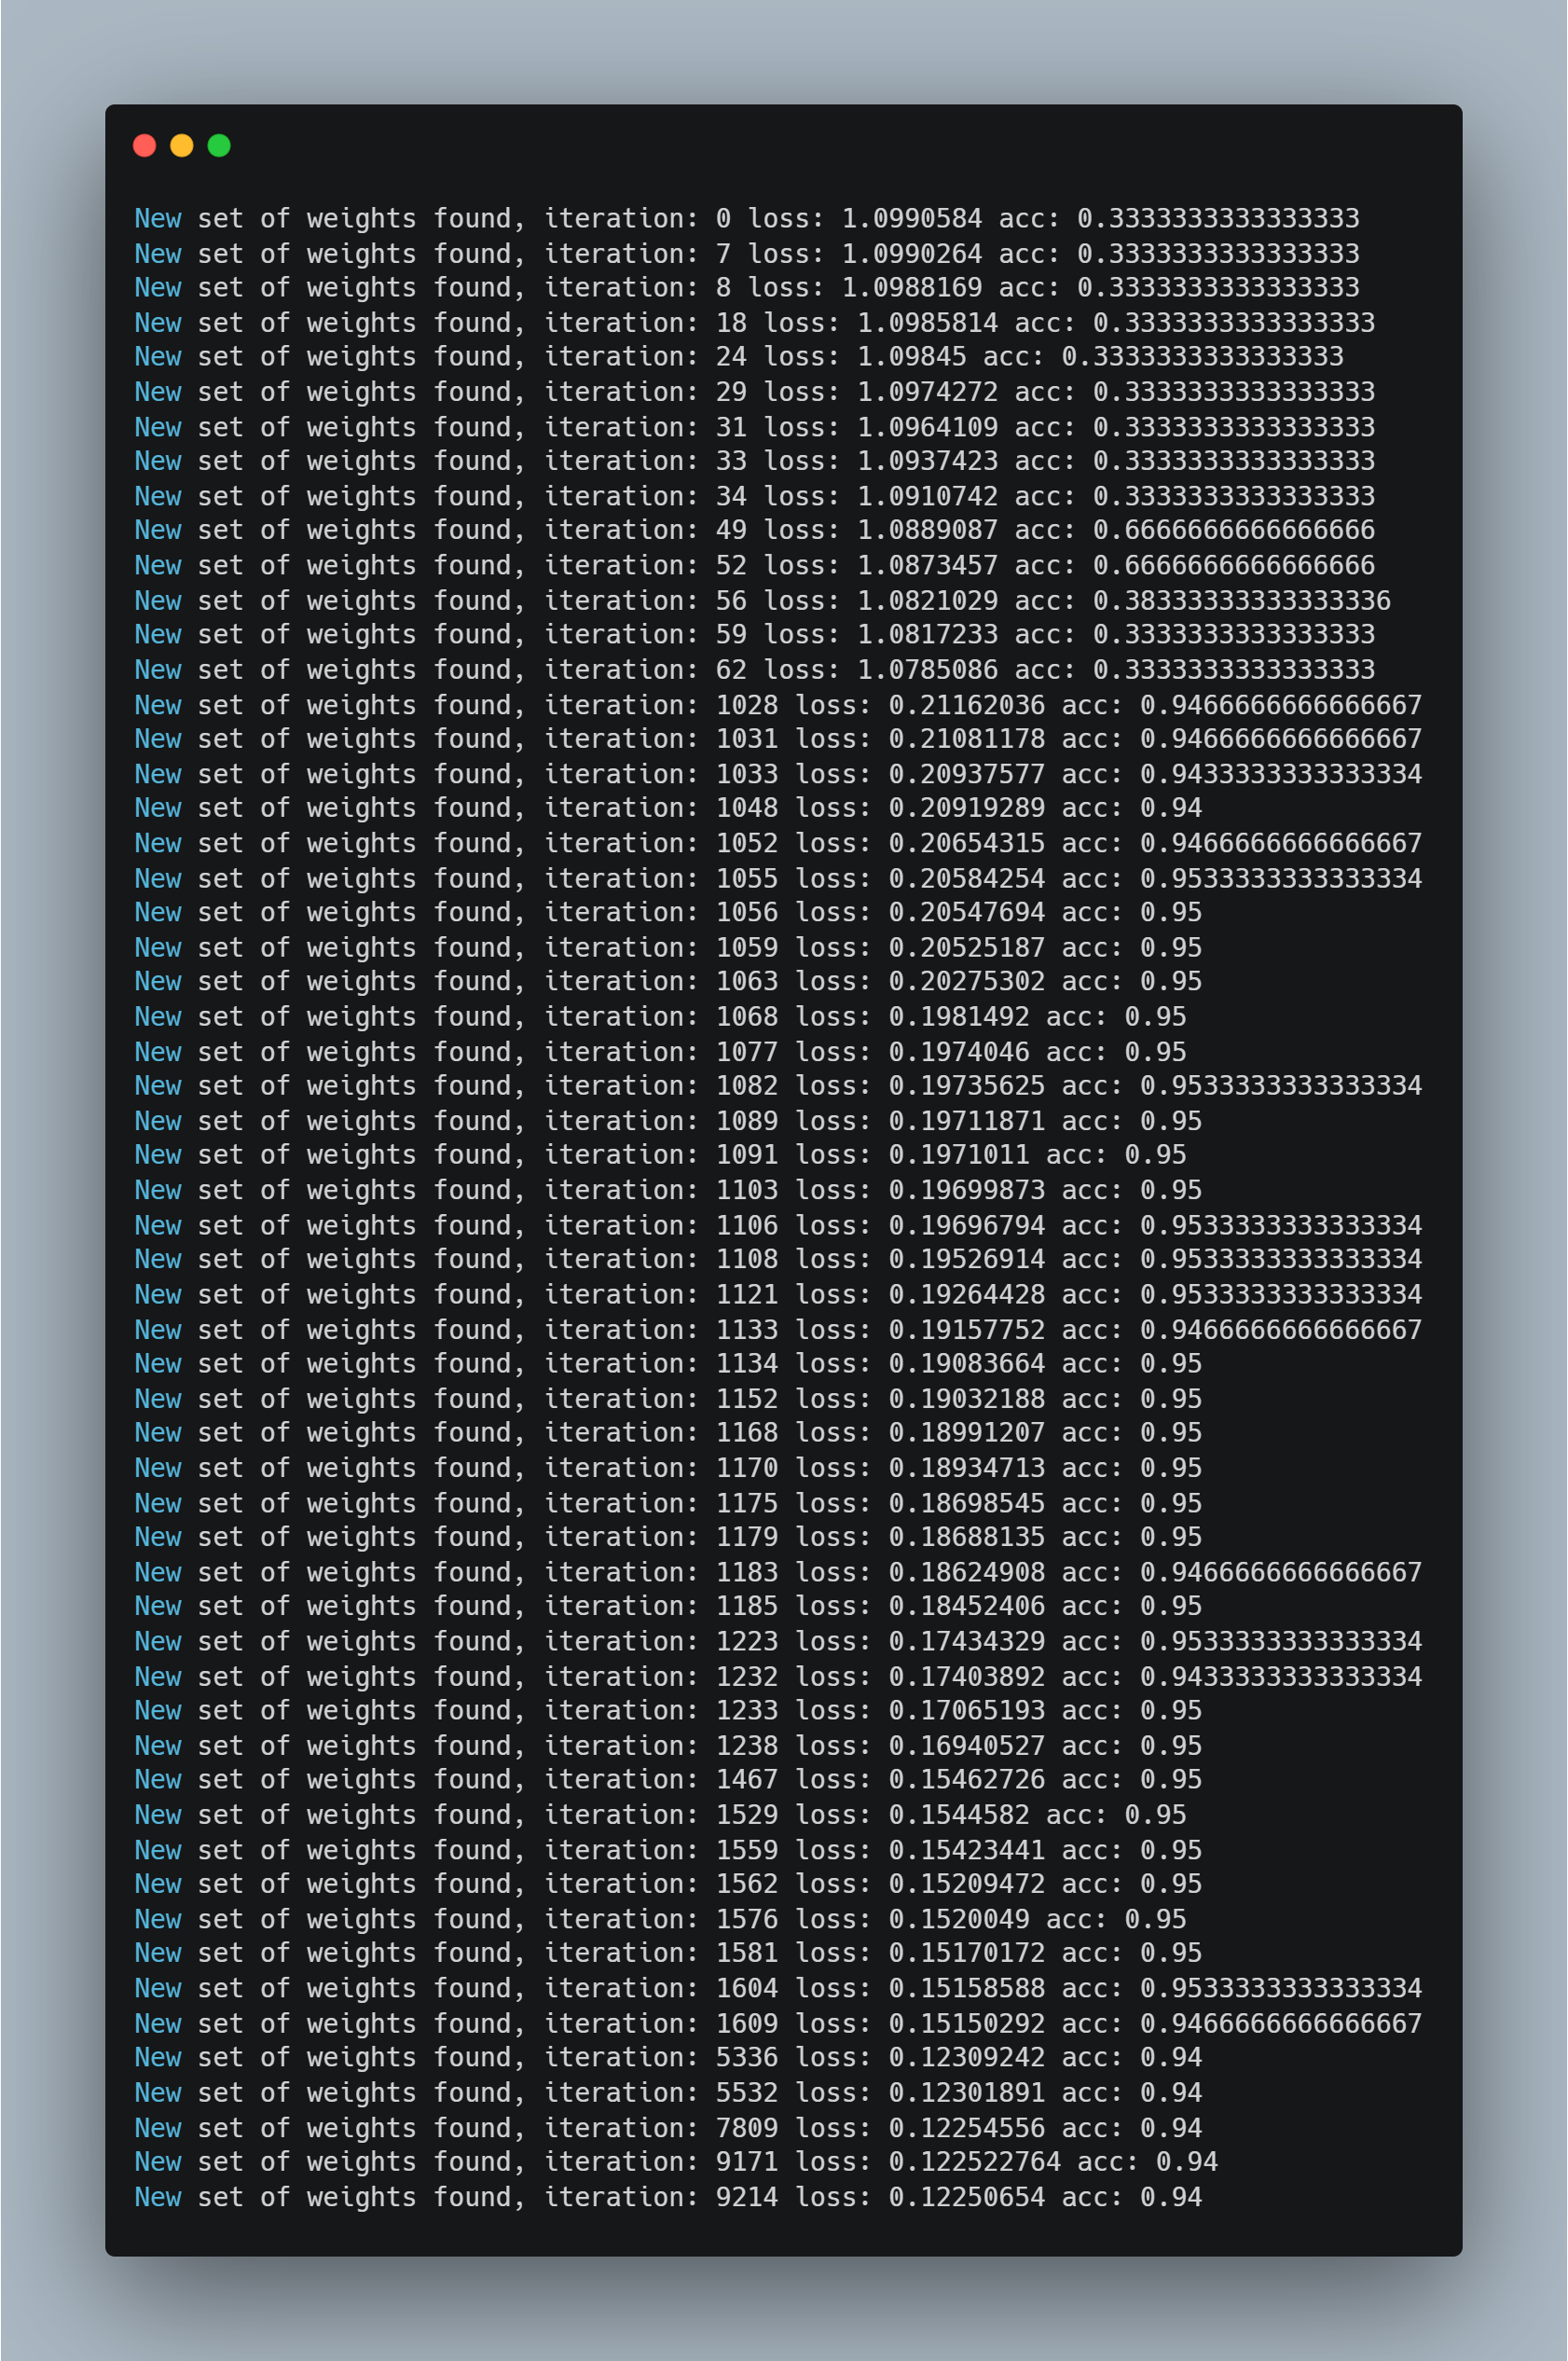 New set of weights found, iteration: 0 loss: 1.0990584 acc: 0.3333333333333333
New set of weights found, iteration: 7 loss: 1.0990264 acc: 0.3333333333333333
New set of weights found, iteration: 8 loss: 1.0988169 acc: 0.3333333333333333
New set of weights found, iteration: 18 loss: 1.0985814 acc: 0.3333333333333333
New set of weights found, iteration: 24 loss: 1.09845 acc: 0.3333333333333333
New set of weights found, iteration: 29 loss: 1.0974272 acc: 0.3333333333333333
New set of weights found, iteration: 31 loss: 1.0964109 acc: 0.3333333333333333
New set of weights found, iteration: 33 loss: 1.0937423 acc: 0.3333333333333333
New set of weights found, iteration: 34 loss: 1.0910742 acc: 0.3333333333333333
New set of weights found, iteration: 49 loss: 1.0889087 acc: 0.6666666666666666
New set of weights found, iteration: 52 loss: 1.0873457 acc: 0.6666666666666666
New set of weights found, iteration: 56 loss: 1.0821029 acc: 0.38333333333333336
New set of weights found, iteration: 59 loss: 1.0817233 acc: 0.3333333333333333
New set of weights found, iteration: 62 loss: 1.0785086 acc: 0.3333333333333333
New set of weights found, iteration: 1028 loss: 0.21162036 acc: 0.9466666666666667
New set of weights found, iteration: 1031 loss: 0.21081178 acc: 0.9466666666666667
New set of weights found, iteration: 1033 loss: 0.20937577 acc: 0.9433333333333334
New set of weights found, iteration: 1048 loss: 0.20919289 acc: 0.94
New set of weights found, iteration: 1052 loss: 0.20654315 acc: 0.9466666666666667
New set of weights found, iteration: 1055 loss: 0.20584254 acc: 0.9533333333333334
New set of weights found, iteration: 1056 loss: 0.20547694 acc: 0.95
New set of weights found, iteration: 1059 loss: 0.20525187 acc: 0.95
New set of weights found, iteration: 1063 loss: 0.20275302 acc: 0.95
New set of weights found, iteration: 1068 loss: 0.1981492 acc: 0.95
New set of weights found, iteration: 1077 loss: 0.1974046 acc: 0.95
New set of weights found, iteration: 1082 loss: 0.19735625 acc: 0.9533333333333334
New set of weights found, iteration: 1089 loss: 0.19711871 acc: 0.95
New set of weights found, iteration: 1091 loss: 0.1971011 acc: 0.95
New set of weights found, iteration: 1103 loss: 0.19699873 acc: 0.95
New set of weights found, iteration: 1106 loss: 0.19696794 acc: 0.9533333333333334
New set of weights found, iteration: 1108 loss: 0.19526914 acc: 0.9533333333333334
New set of weights found, iteration: 1121 loss: 0.19264428 acc: 0.9533333333333334
New set of weights found, iteration: 1133 loss: 0.19157752 acc: 0.9466666666666667
New set of weights found, iteration: 1134 loss: 0.19083664 acc: 0.95
New set of weights found, iteration: 1152 loss: 0.19032188 acc: 0.95
New set of weights found, iteration: 1168 loss: 0.18991207 acc: 0.95
New set of weights found, iteration: 1170 loss: 0.18934713 acc: 0.95
New set of weights found, iteration: 1175 loss: 0.18698545 acc: 0.95
New set of weights found, iteration: 1179 loss: 0.18688135 acc: 0.95
New set of weights found, iteration: 1183 loss: 0.18624908 acc: 0.9466666666666667
New set of weights found, iteration: 1185 loss: 0.18452406 acc: 0.95
New set of weights found, iteration: 1223 loss: 0.17434329 acc: 0.9533333333333334
New set of weights found, iteration: 1232 loss: 0.17403892 acc: 0.9433333333333334
New set of weights found, iteration: 1233 loss: 0.17065193 acc: 0.95
New set of weights found, iteration: 1238 loss: 0.16940527 acc: 0.95
New set of weights found, iteration: 1467 loss: 0.15462726 acc: 0.95
New set of weights found, iteration: 1529 loss: 0.1544582 acc: 0.95
New set of weights found, iteration: 1559 loss: 0.15423441 acc: 0.95
New set of weights found, iteration: 1562 loss: 0.15209472 acc: 0.95
New set of weights found, iteration: 1576 loss: 0.1520049 acc: 0.95
New set of weights found, iteration: 1581 loss: 0.15170172 acc: 0.95
New set of weights found, iteration: 1604 loss: 0.15158588 acc: 0.9533333333333334
New set of weights found, iteration: 1609 loss: 0.15150292 acc: 0.9466666666666667
New set of weights found, iteration: 5336 loss: 0.12309242 acc: 0.94
New set of weights found, iteration: 5532 loss: 0.12301891 acc: 0.94
New set of weights found, iteration: 7809 loss: 0.12254556 acc: 0.94
New set of weights found, iteration: 9171 loss: 0.122522764 acc: 0.94
New set of weights found, iteration: 9214 loss: 0.12250654 acc: 0.94